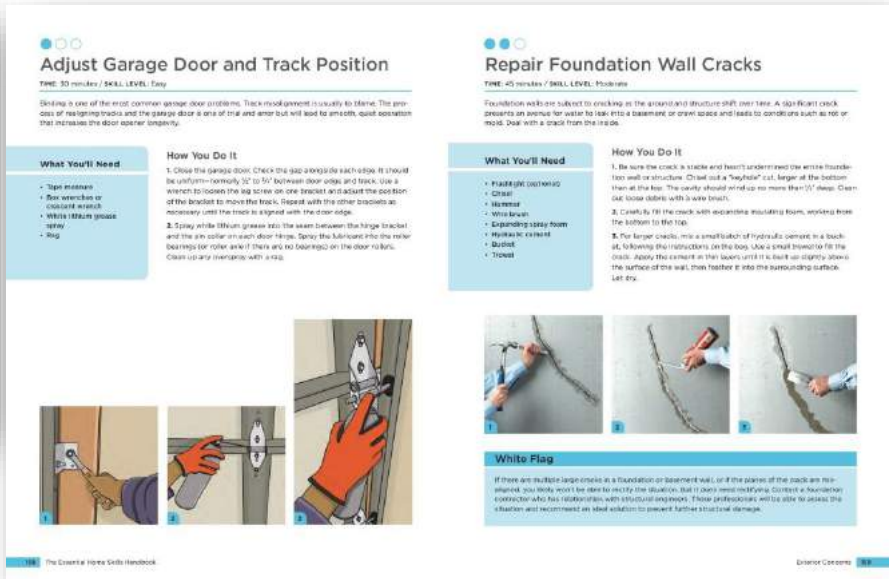 Adjust Garage Door and Track Position
TIME: 30 minutes / SKILL LEVEL: Easy
Binding is one of the most common garage door problems. Track misalignment is usually to blame. The pro-
cess of realigning tracks and the garage door is one of trial and error but will lead to smooth, quiet operation
that increases the door opener longevity.
What You'll Need
• Tape measure
• Box wrenches or
crescent wrench
• White lithium grease
spray
• Rag
How You Do It
1. Close the garage door. Check the gap alongside each edge. It should
be uniform—normally ½" to ¾" between door edge and track. Use a
wrench to loosen the lag screw on one bracket and adjust the position
of the bracket to move the track. Repeat with the other brackets as
necessary until the track is aligned with the door edge.
2. Spray white lithium grease into the seam between the hinge bracket
and the pin collar on each door hinge. Spray the lubricant into the roller
bearings (or roller axle if there are no bearings) on the door rollers.
Clean up any overspray with a rag.
1
2
3
The Essential Home Skills Handbook
Repair Foundation Wall Cracks
TIME: 45 minutes / SKILL LEVEL: Moderate
Foundation walls are subject to cracking as the ground and structure shift over time. A significant crack
presents an avenue for water to leak into a basement or crawl space and leads to conditions such as rot or
mold. Deal with a crack from the inside.
What You'll Need
• Flashlight (optional)
• Chisel
• Hammer
• Wire brush
• Expanding spray foam
• Hydraulic cement
• Bucket
• Trowel
How You Do It
1. Be sure the crack is stable and hasn't undermined the entire founda-
tion wall or structure. Chisel out a "keyhole" cut, larger at the bottom
than at the top. The cavity should wind up no more than ½" deep. Clean
out loose debris with a wire brush.
2. Carefully fill the crack with expanding insulating foam, working from
the bottom to the top.
3. For larger cracks, mix a small batch of hydraulic cement in a buck-
et, following the instructions on the bag. Use a small trowel to fill the
crack. Apply the cement in thin layers until it is built up slightly above
the surface of the wall, then feather it into the surrounding surface.
Let dry.
1
2
3
White Flag
If there are multiple large cracks in a foundation or basement wall, or if the planes of the crack are mis-
aligned, you likely won't be able to rectify the situation. But it does need rectifying. Contact a foundation
contractor who has relationships with structural engineers. Those professionals will be able to assess the
situation and recommend an ideal solution to prevent further structural damage.
Exterior Concerns